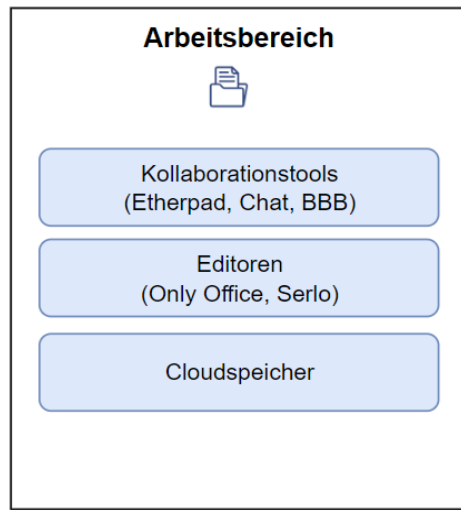 Arbeitsbereich
Kollaborationstools
(Etherpad, Chat, BBB)
Editoren
(Only Office, Serlo)
Cloudspeicher